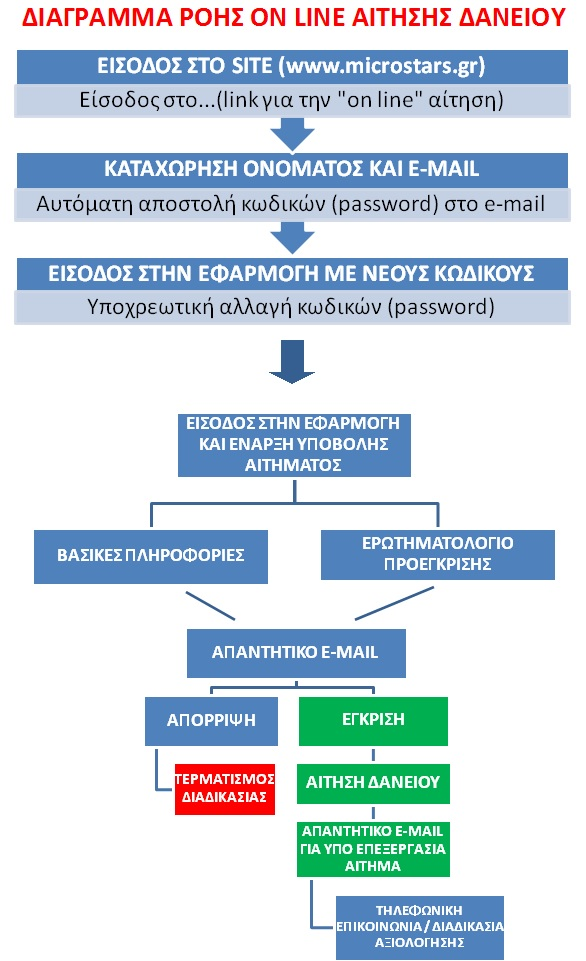 ΔΙΑΓΡΑΜΜΑ ΡΟΗΣ ON LINE ΑΙΤΗΣΗΣ ΔΑΝΕΙΟΥ
ΕΙΣΟΔΟΣ ΣΤΟ SITE (www.microstars.gr)
Είσοδος στο...(link για την "on line" αίτηση)
ΚΑΤΑΧΩΡΗΣΗ ΟΝΟΜΑΤΟΣ ΚΑΙ E-MAIL
Αυτόματη αποστολή κωδικών (password) στο e-mail
ΕΙΣΟΔΟΣ ΣΤΗΝ ΕΦΑΡΜΟΓΗ ΜΕ ΝΕΟΥΣ ΚΩΔΙΚΟΥΣ
Υποχρεωτική αλλαγή κωδικών (password)
ΕΙΣΟΔΟΣ ΣΤΗΝ ΕΦΑΡΜΟΓΗ
ΚΑΙ ΕΝΑΡΞΗ ΥΠΟΒΟΛΗΣ
ΑΙΤΗΜΑΤΟΣ
ΒΑΣΙΚΕΣ ΠΛΗΡΟΦΟΡΙΕΣ
ΕΡΩΤΗΜΑΤΟΛΟΓΙΟ
ΠΡΟΕΓΚΡΙΣΗΣ
ΑΠΑΝΤΗΤΙΚΟ E-MAIL
ΑΠΟΡΡΙΨΗ
ΕΓΚΡΙΣΗ
ΤΕΡΜΑΤΙΣΜΟΣ
ΔΙΑΔΙΚΑΣΙΑΣ
ΑΙΤΗΣΗ ΔΑΝΕΙΟΥ
ΑΠΑΝΤΗΤΙΚΟ E-MAIL
ΓΙΑ ΥΠΟ ΕΠΕΞΕΡΓΑΣΙΑ
ΑΙΤΗΜΑ
ΤΗΛΕΦΩΝΙΚΗ
ΕΠΙΚΟΙΝΩΝΙΑ / ΔΙΑΔΙΚΑΣΙΑ
ΑΞΙΟΛΟΓΗΣΗΣ